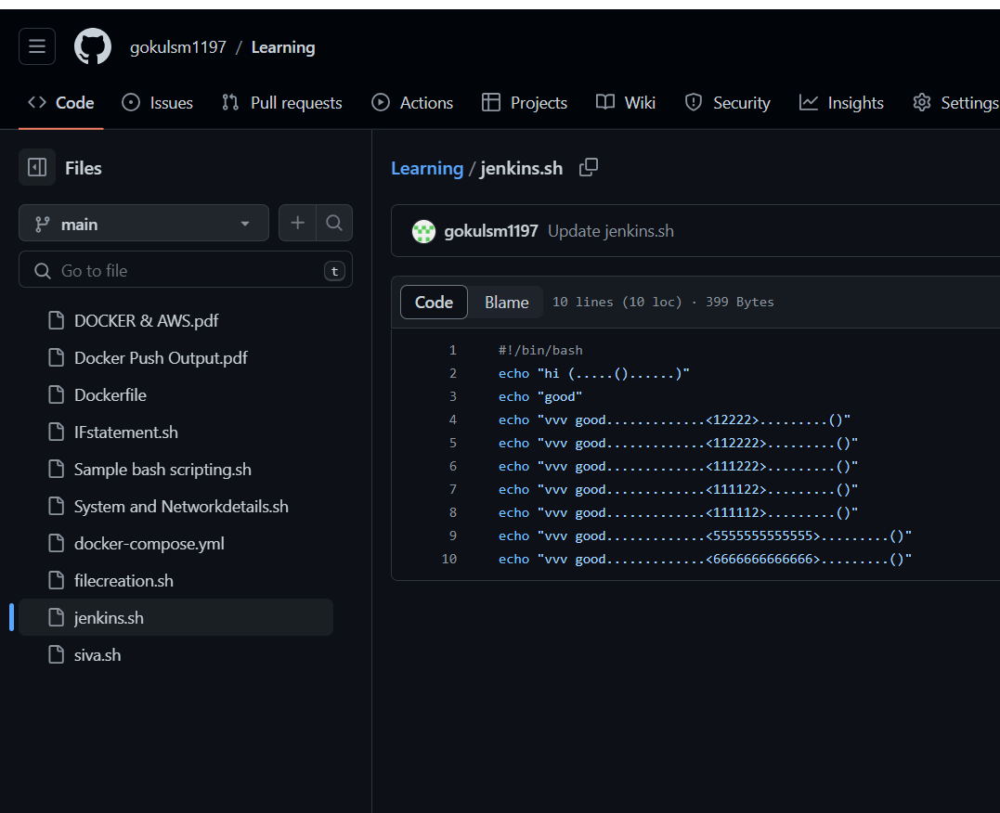 gokulsm1197 / Learning
Code Issues Pull requests Actions Projects Wiki Security Insights Settings
Files
main
Go to file t
DOCKER & AWS.pdf
Docker Push Output.pdf
Dockerfile
IFstatement.sh
Sample bash scripting.sh
System and Networkdetails.sh
docker-compose.yml
filecreation.sh
jenkins.sh
siva.sh
Learning / jenkins.sh
gokulsm1197 Update jenkins.sh
Code Blame 10 lines (10 loc) · 399 Bytes
1 #!/bin/bash
2 echo "hi (.....()......)"
3 echo "good"
4 echo "vvv good.............<12222>.........()"
5 echo "vvv good.............<112222>.........()"
6 echo "vvv good.............<111222>.........()"
7 echo "vvv good.............<111122>.........()"
8 echo "vvv good.............<111112>.........()"
9 echo "vvv good.............<5555555555555>.........()"
10 echo "vvv good.............<6666666666666>.........()"